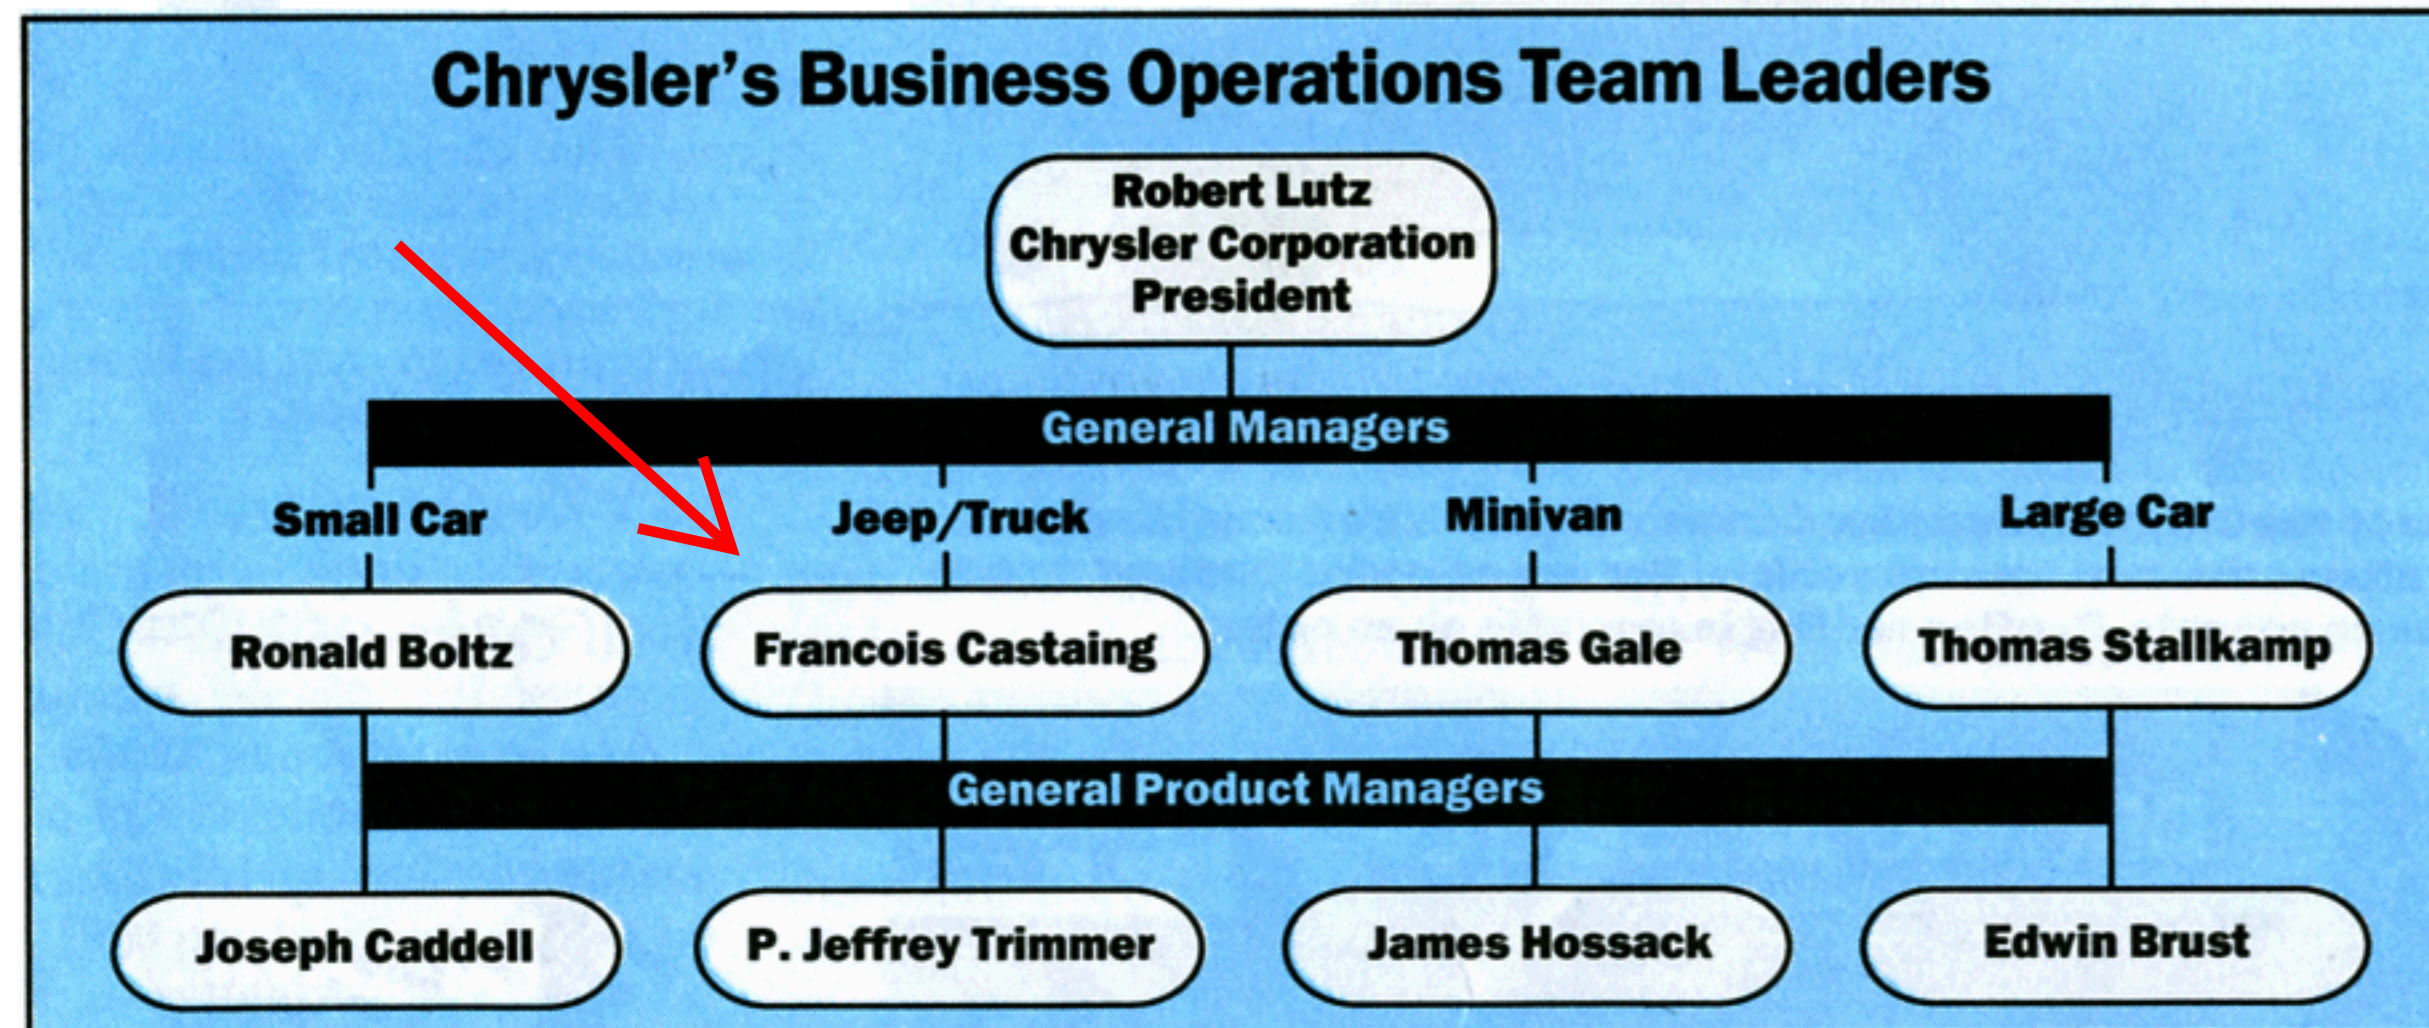 Chrysler's Business Operations Team Leaders
Robert Lutz
Chrysler Corporation
President
General Managers
Small Car
Jeep/Truck
Minivan
Large Car
Ronald Boltz
Francois Castaing
Thomas Gale
Thomas Stallkamp
General Product Managers
Joseph Caddell
P. Jeffrey Trimmer
James Hossack
Edwin Brust